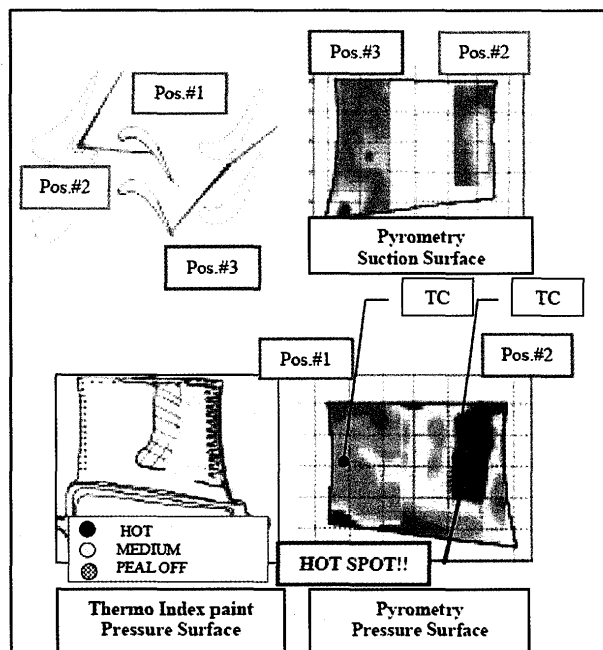 Pos.#3
Pos.#2
Pos.#1
Pos.#2
Pos.#3
Pyrometry
Suction Surface
TC
TC
Pos.#1
Pos.#2
HOT
MEDIUM
PEAL OFF
HOT SPOT!!
Thermo Index paint
Pressure Surface
Pyrometry
Pressure Surface